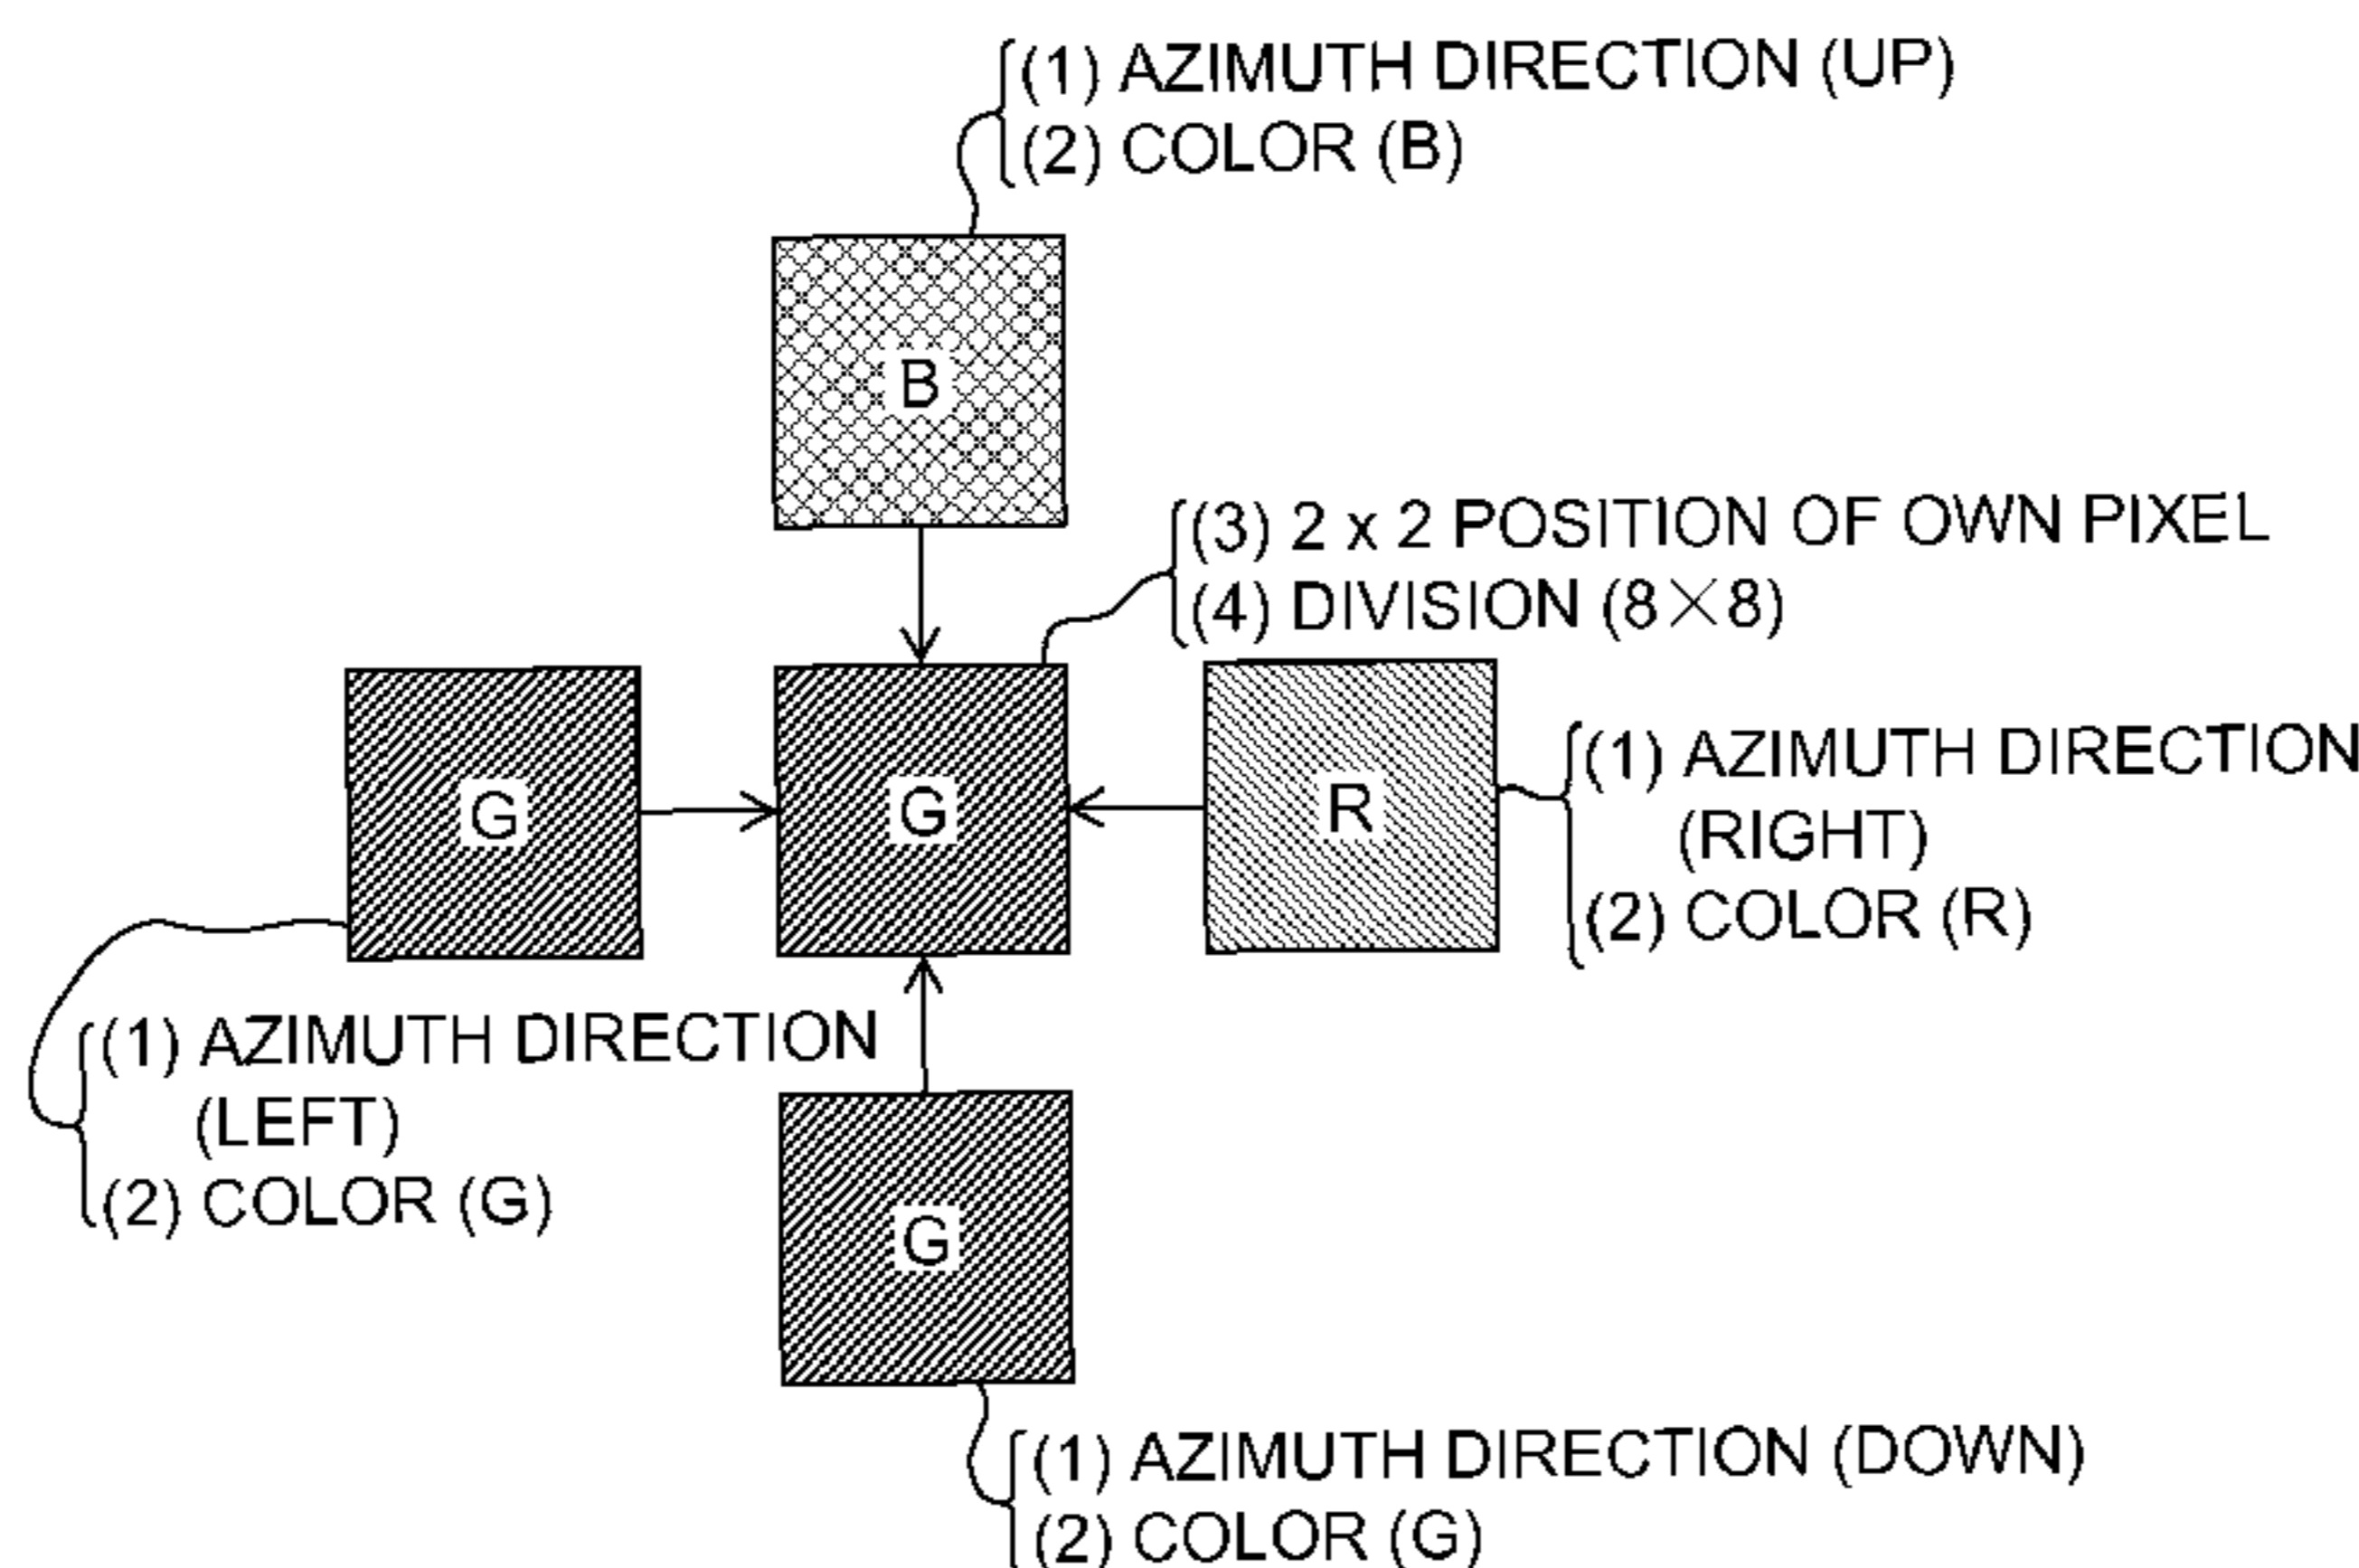 (1) AZIMUTH DIRECTION (UP)
(2) COLOR (B)
B
(3) 2 x 2 POSITION OF OWN PIXEL
(4) DIVISION (8×8)
G
G
R
(1) AZIMUTH DIRECTION
(RIGHT)
(2) COLOR (R)
(1) AZIMUTH DIRECTION
(LEFT)
(2) COLOR (G)
G
(1) AZIMUTH DIRECTION (DOWN)
(2) COLOR (G)